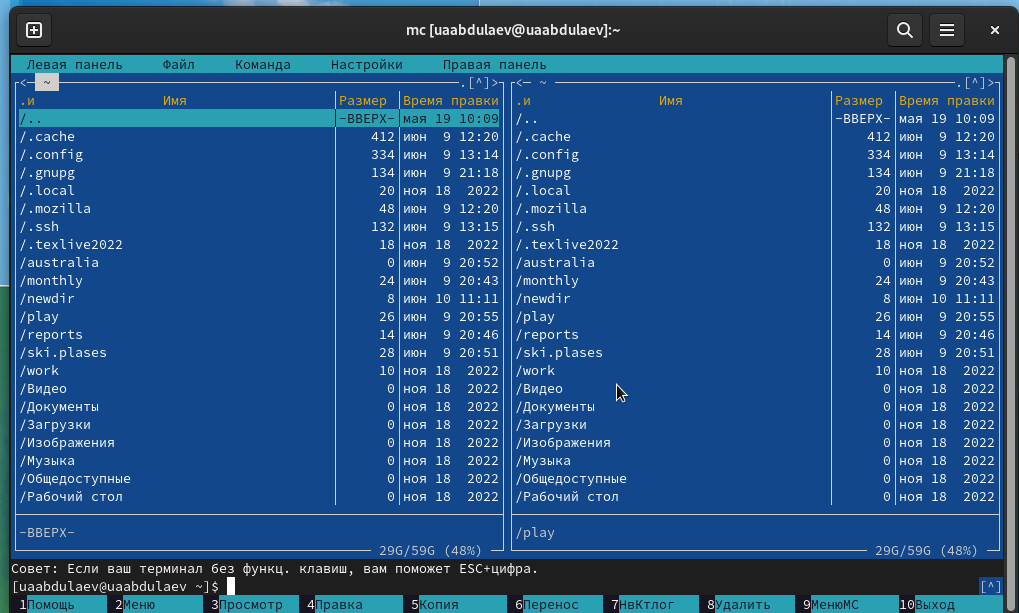 mc [uaabdulaev@uaabdulaev]:~
Левая панель Файл Команда Настройки Правая панель
<─ ~ .[^]> <─ ~ .[^]>
.и Имя Размер Время правки .и Имя Размер Время правки
/.. -ВВЕРХ- мая 19 10:09 /.. -ВВЕРХ- мая 19 10:09
/.cache 412 июн 9 12:20 /.cache 412 июн 9 12:20
/.config 334 июн 9 13:14 /.config 334 июн 9 13:14
/.gnupg 134 июн 9 21:18 /.gnupg 134 июн 9 21:18
/.local 20 ноя 18 2022 /.local 20 ноя 18 2022
/.mozilla 48 июн 9 12:20 /.mozilla 48 июн 9 12:20
/.ssh 132 июн 9 13:15 /.ssh 132 июн 9 13:15
/.texlive2022 18 ноя 18 2022 /.texlive2022 18 ноя 18 2022
/australia 0 июн 9 20:52 /australia 0 июн 9 20:52
/monthly 24 июн 9 20:43 /monthly 24 июн 9 20:43
/newdir 8 июн 10 11:11 /newdir 8 июн 10 11:11
/play 26 июн 9 20:55 /play 26 июн 9 20:55
/reports 14 июн 9 20:46 /reports 14 июн 9 20:46
/ski.plases 28 июн 9 20:51 /ski.plases 28 июн 9 20:51
/work 10 ноя 18 2022 /work 10 ноя 18 2022
/Видео 0 ноя 18 2022 /Видео 0 ноя 18 2022
/Документы 0 ноя 18 2022 /Документы 0 ноя 18 2022
/Загрузки 0 ноя 18 2022 /Загрузки 0 ноя 18 2022
/Изображения 0 ноя 18 2022 /Изображения 0 ноя 18 2022
/Музыка 0 ноя 18 2022 /Музыка 0 ноя 18 2022
/Общедоступные 0 ноя 18 2022 /Общедоступные 0 ноя 18 2022
/Рабочий стол 0 ноя 18 2022 /Рабочий стол 0 ноя 18 2022
-ВВЕРХ- /play
29G/59G (48%) 29G/59G (48%)
Совет: Если ваш терминал без функц. клавиш, вам поможет ESC+цифра.
[uaabdulaev@uaabdulaev ~]$ [^]
1Помощь 2Меню 3Просмотр 4Правка 5Копия 6Перенос 7НвКтлог 8Удалить 9МенюМС 10Выход